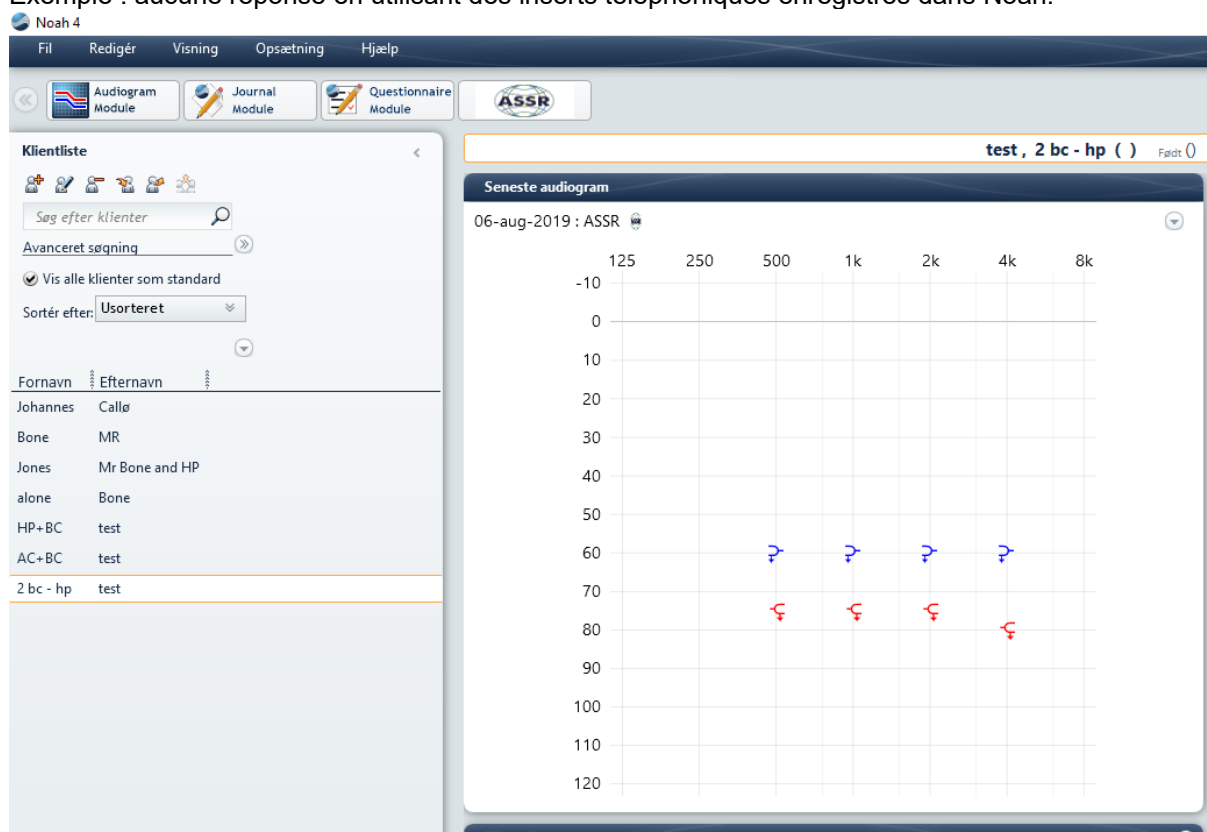 Exemple : aucune réponse en utilisant des inserts téléphoniques enregistrés dans Noah.
Noah 4
Fil Redigér Visning Opsætning Hjælp
Audiogram Module
Journal Module
Questionnaire Module
ASSR
Klientliste
test , 2 bc - hp ( ) Født ()
Søg efter klienter
Avanceret søgning
Vis alle klienter som standard
Sortér efter: Usorteret
Fornavn Efternavn
Johannes Callø
Bone MR
Jones Mr Bone and HP
alone Bone
HP+BC test
AC+BC test
2 bc - hp test
Seneste audiogram
06-aug-2019 : ASSR
125 250 500 1k 2k 4k 8k
-10
0
10
20
30
40
50
60
70
80
90
100
110
120